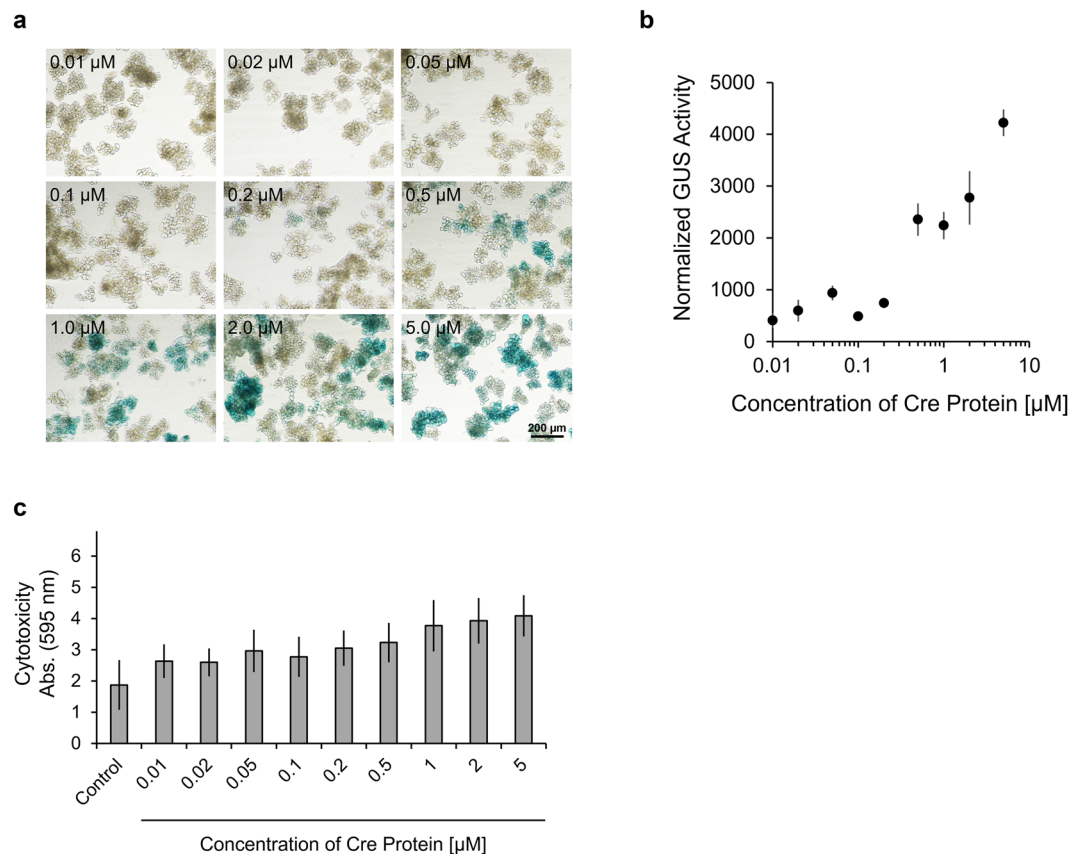 a
0.01 µM
0.02 µM
0.05 µM
0.1 µM
0.2 µM
0.5 µM
1.0 µM
2.0 µM
5.0 µM
200 µm
b
Normalized GUS Activity
5000
4000
3000
2000
1000
0
0.01
0.1
1
10
Concentration of Cre Protein [µM]
c
Cytotoxicity
Abs. (595 nm)
6
5
4
3
2
1
0
Control
0.01
0.02
0.05
0.1
0.2
0.5
1
2
5
Concentration of Cre Protein [µM]